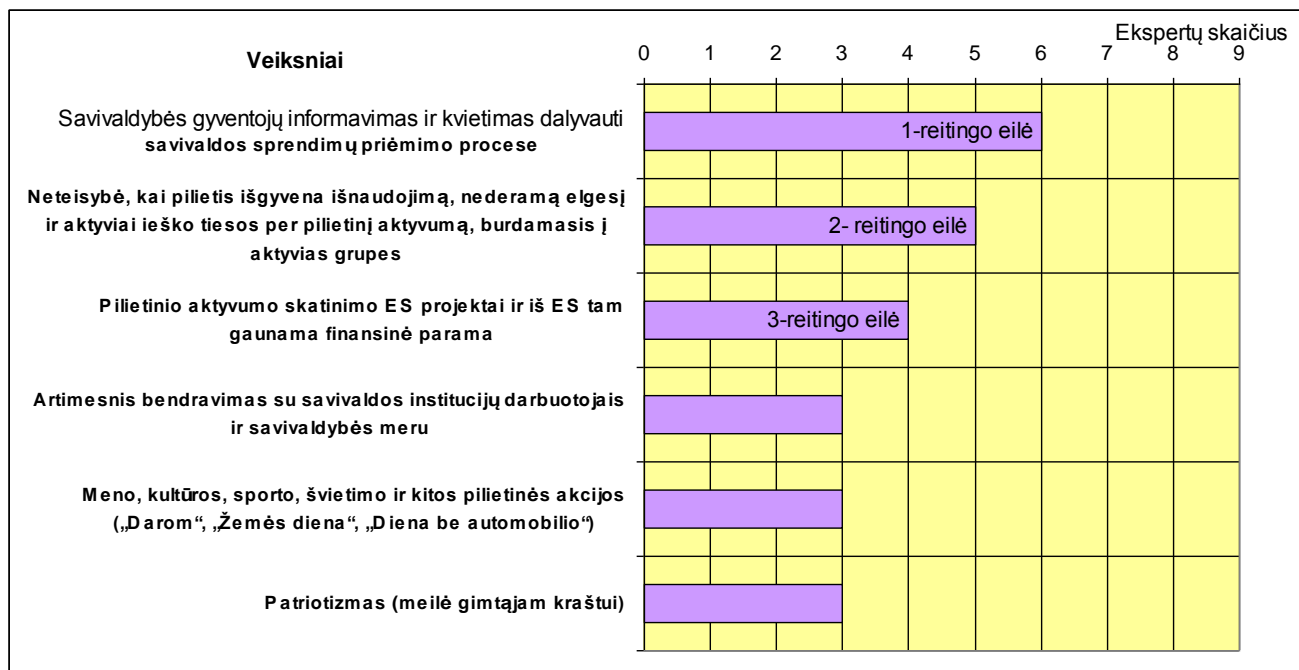 Ekspertų skaičius
Veiksniai
0 1 2 3 4 5 6 7 8 9
Savivaldybės gyventojų informavimas ir kvietimas dalyvauti
savivaldos sprendimų priėmimo procese
1-reitingo eilė
Neteisybė, kai pilietis išgyvena išnaudojimą, nederamą elgesį
ir aktyviai ieško tiesos per pilietinį aktyvumą, burdamasis į
aktyvias grupes
2- reitingo eilė
Pilietinio aktyvumo skatinimo ES projektai ir iš ES tam
gaunama finansinė parama
3-reitingo eilė
Artimesnis bendravimas su savivaldos institucijų darbuotojais
ir savivaldybės meru
Meno, kultūros, sporto, švietimo ir kitos pilietinės akcijos
(„Darom“, „Žemės diena“, „Diena be automobilio“)
Patriotizmas (meilė gimtąjam kraštui)